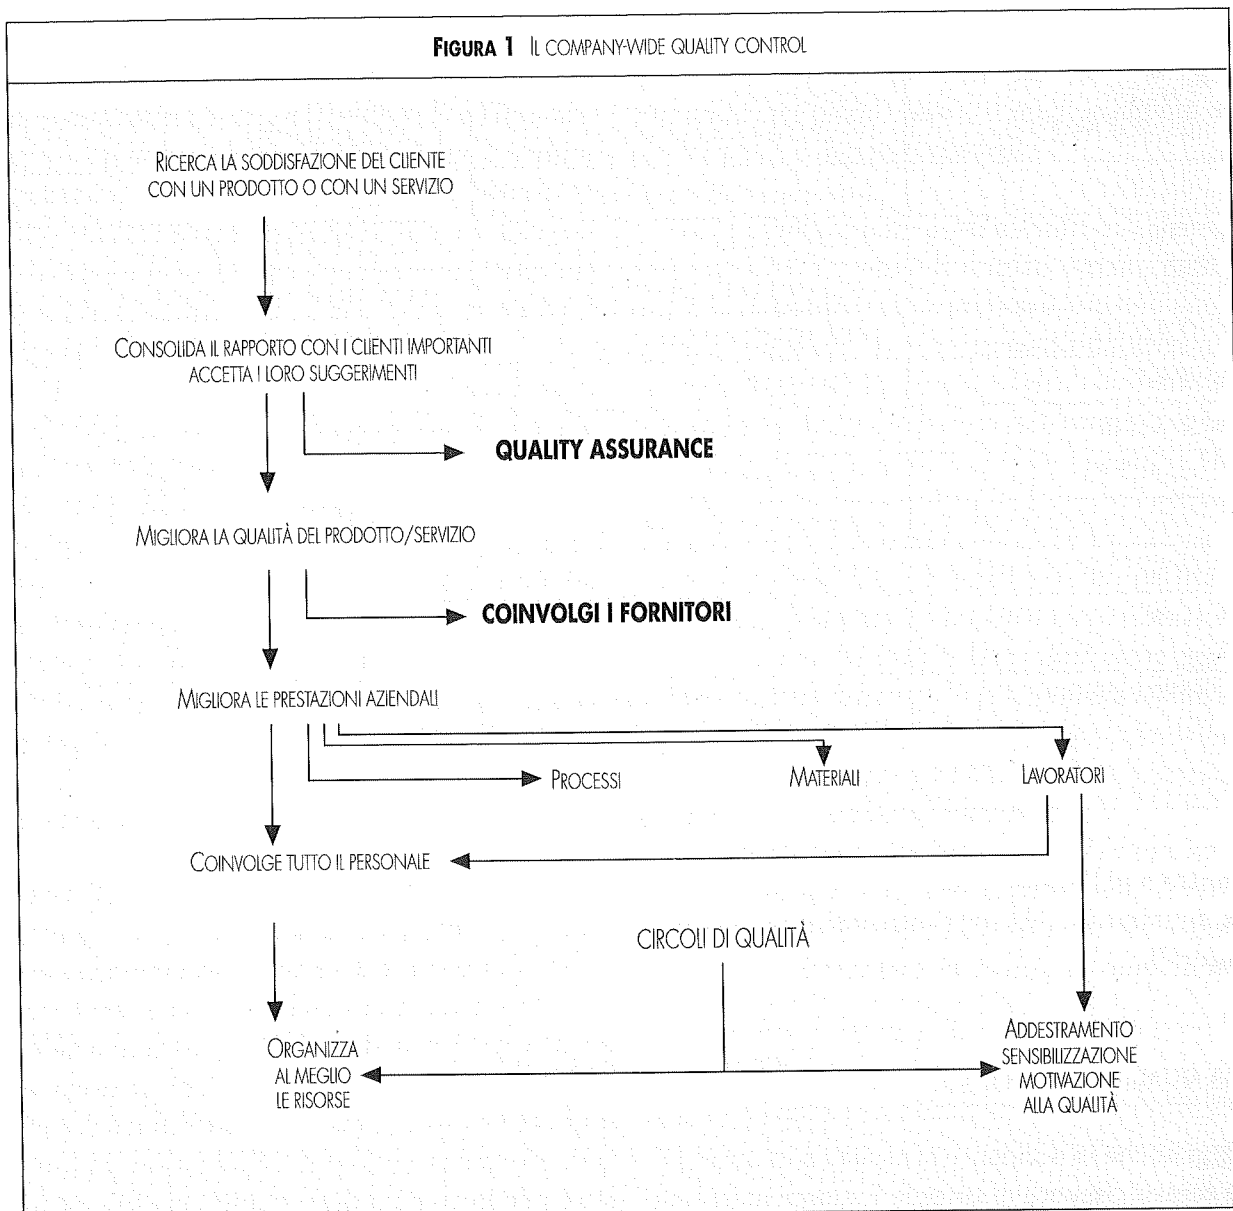 FIGURA 1 IL COMPANY-WIDE QUALITY CONTROL
RICERCA LA SODDISFAZIONE DEL CLIENTE
CON UN PRODOTTO O CON UN SERVIZIO
CONSOLIDA IL RAPPORTO CON I CLIENTI IMPORTANTI
ACCETTA I LORO SUGGERIMENTI
QUALITY ASSURANCE
MIGLIORA LA QUALITÀ DEL PRODOTTO/SERVIZIO
COINVOLGI I FORNITORI
MIGLIORA LE PRESTAZIONI AZIENDALI
PROCESSI
MATERIALI
LAVORATORI
COINVOLGE TUTTO IL PERSONALE
CIRCOLI DI QUALITÀ
ORGANIZZA
AL MEGLIO
LE RISORSE
ADDESTRAMENTO
SENSIBILIZZAZIONE
MOTIVAZIONE
ALLA QUALITÀ